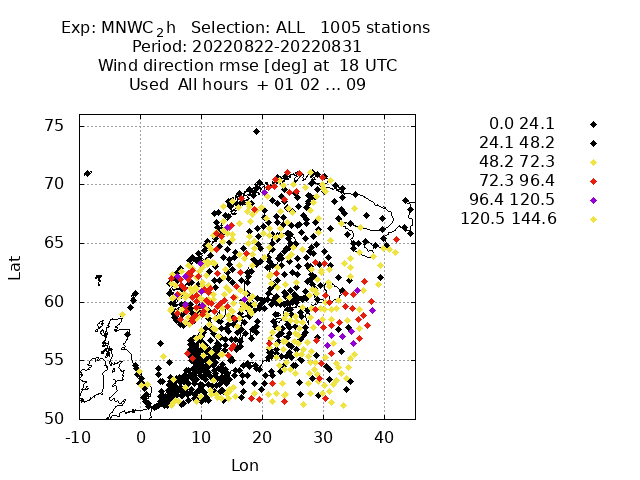 Exp: MNWC_2h   Selection: ALL   1005 stations
Period: 20220822-20220831
Wind direction rmse [deg] at  18 UTC
Used  All hours  + 01 02 ... 09
0.0 24.1
24.1 48.2
48.2 72.3
72.3 96.4
96.4 120.5
120.5 144.6
75
70
65
60
55
50
Lat
-10 0 10 20 30 40
Lon